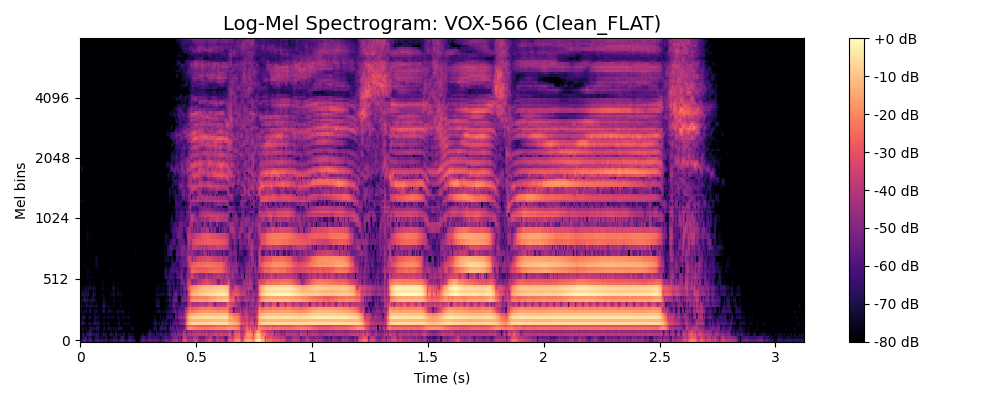 Log-Mel Spectrogram: VOX-566 (Clean_FLAT)
Mel bins
4096
2048
1024
512
0
0
0.5
1
1.5
2
2.5
3
Time (s)
+0 dB
-10 dB
-20 dB
-30 dB
-40 dB
-50 dB
-60 dB
-70 dB
-80 dB